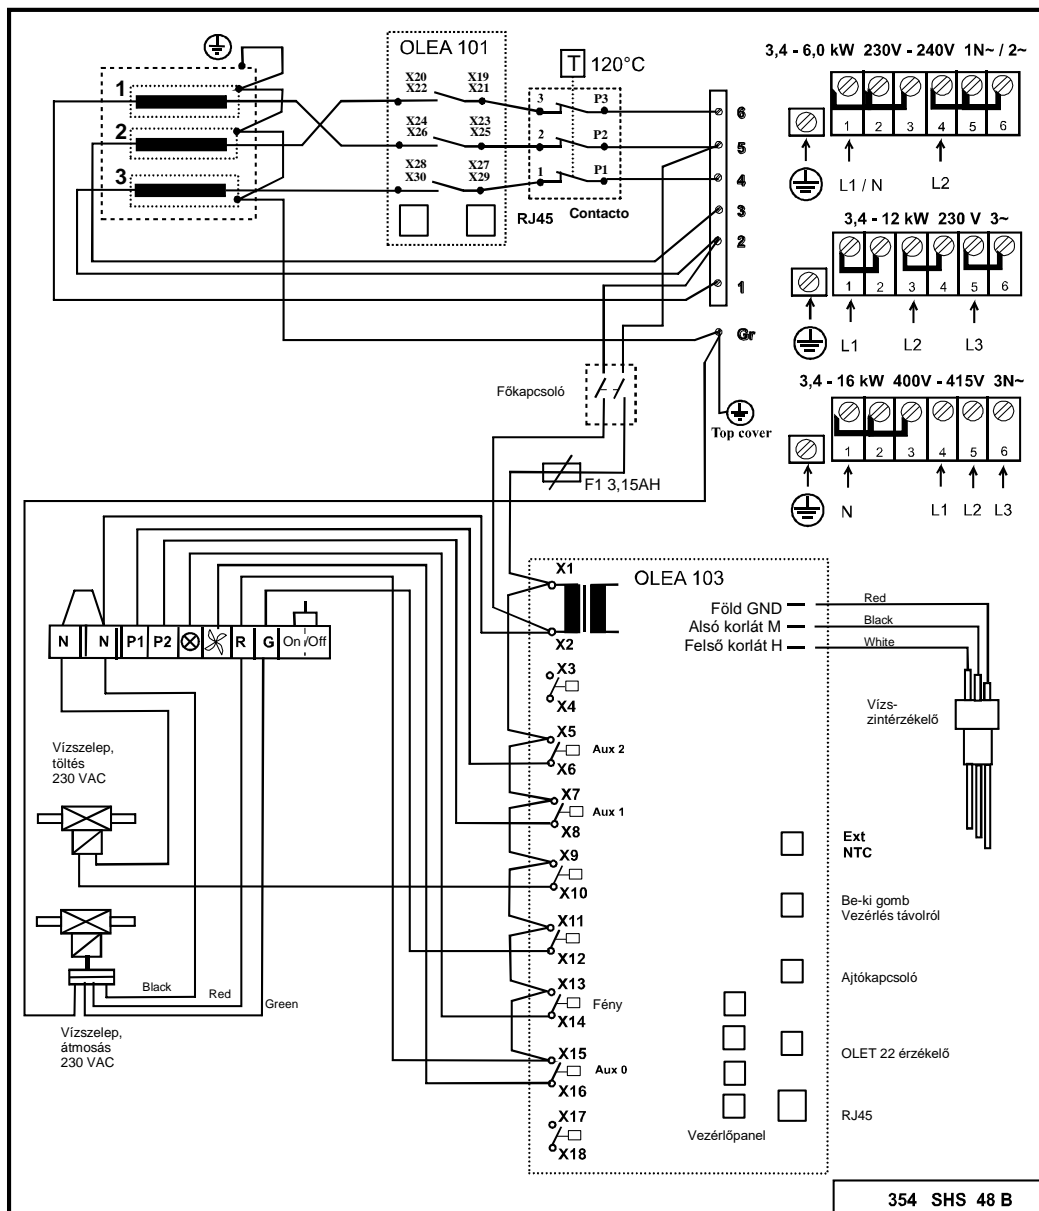 OLEA 101
T 120°C
3,4 - 6,0 kW 230V - 240V 1N~ / 2~
1
2
3
X20
X22
X19
X21
X24
X26
X23
X25
X28
X30
X27
X29
3 P3
2 P2
1 P1
RJ45
Contacto
6
5
4
3
2
1
Gr
1 2 3 4 5 6
L1 / N L2
3,4 - 12 kW 230 V 3~
1 2 3 4 5 6
L1 L2 L3
3,4 - 16 kW 400V - 415V 3N~
1 2 3 4 5 6
N L1 L2 L3
Főkapcsoló
Top cover
F1 3,15AH
N N P1 P2 R G On /Off
OLEA 103
X1
X2
X3
X4
X5
X6
Aux 2
X7
X8
Aux 1
X9
X10
X11
X12
X13
X14
Fény
X15
X16
Aux 0
X17
X18
Föld GND
Alsó korlát M
Felső korlát H
Red
Black
White
Vízs-
zintérzékelő
Vízszelep,
töltés
230 VAC
Black
Red
Green
Vízszelep,
átmosás
230 VAC
Ext
NTC
Be-ki gomb
Vezérlés távolról
Ajtókapcsoló
OLET 22 érzékelő
RJ45
Vezérlőpanel
354 SHS 48 B